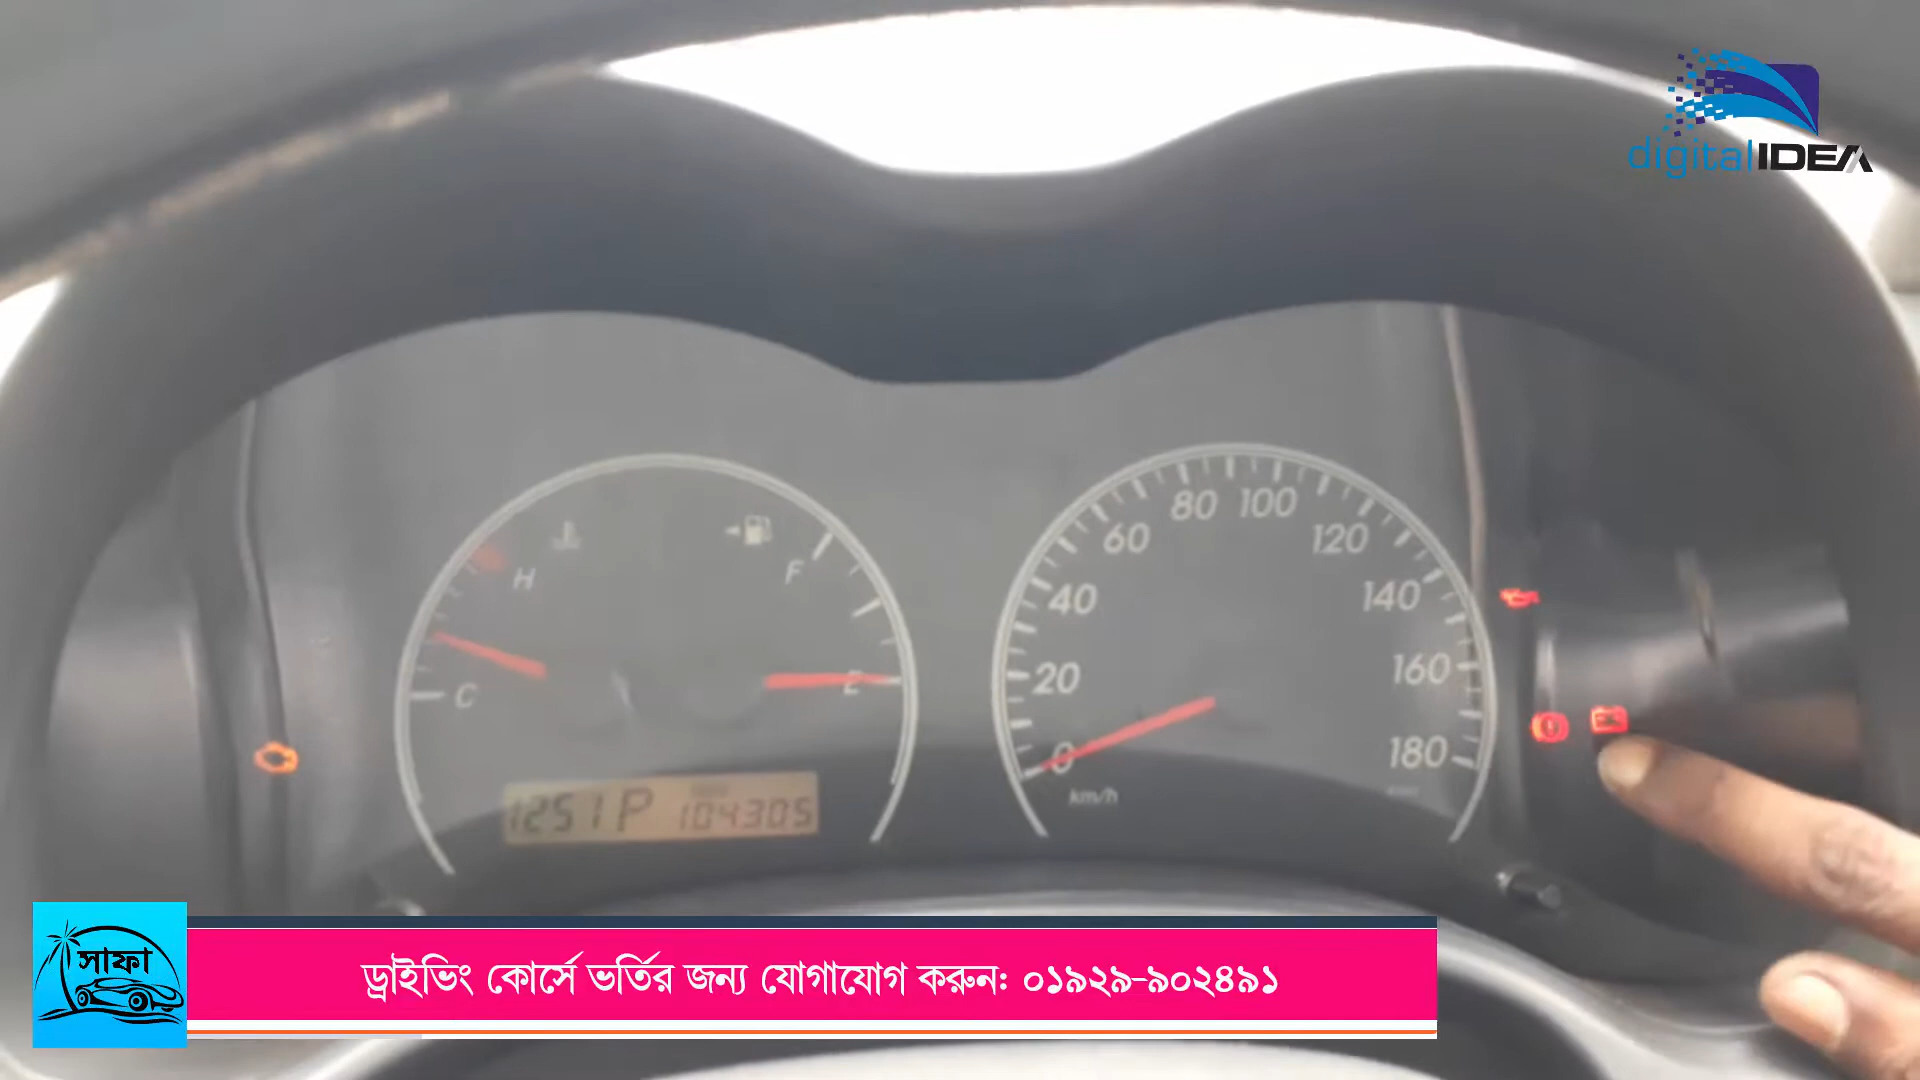 digitalIDEA
80 100
60 120
40 140
20 160
0 180
km/h
H F
C E
1251 P 104305
সাফা
ড্রাইভিং কোর্সে ভর্তির জন্য যোগাযোগ করুন: ০১৯২৯-৯০২৪৯১